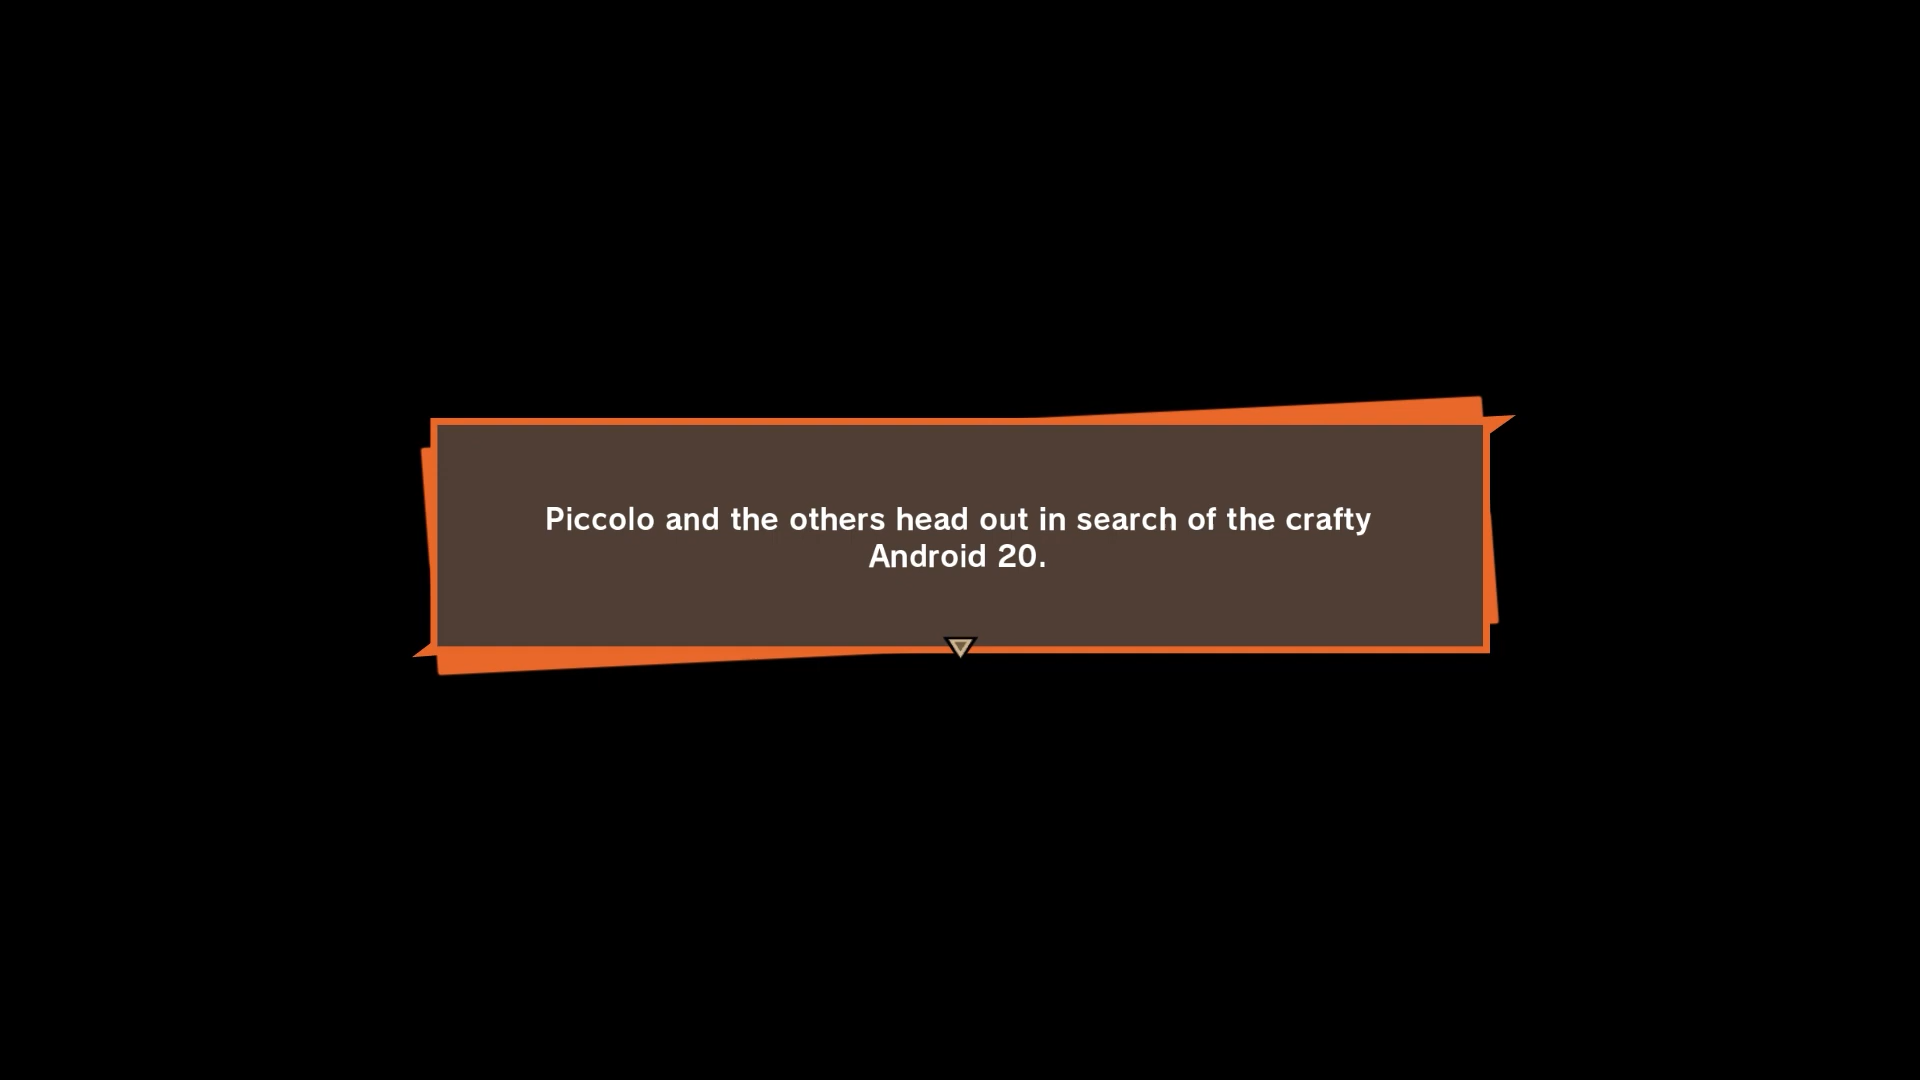 Piccolo and the others head out in search of the crafty
Android 20.